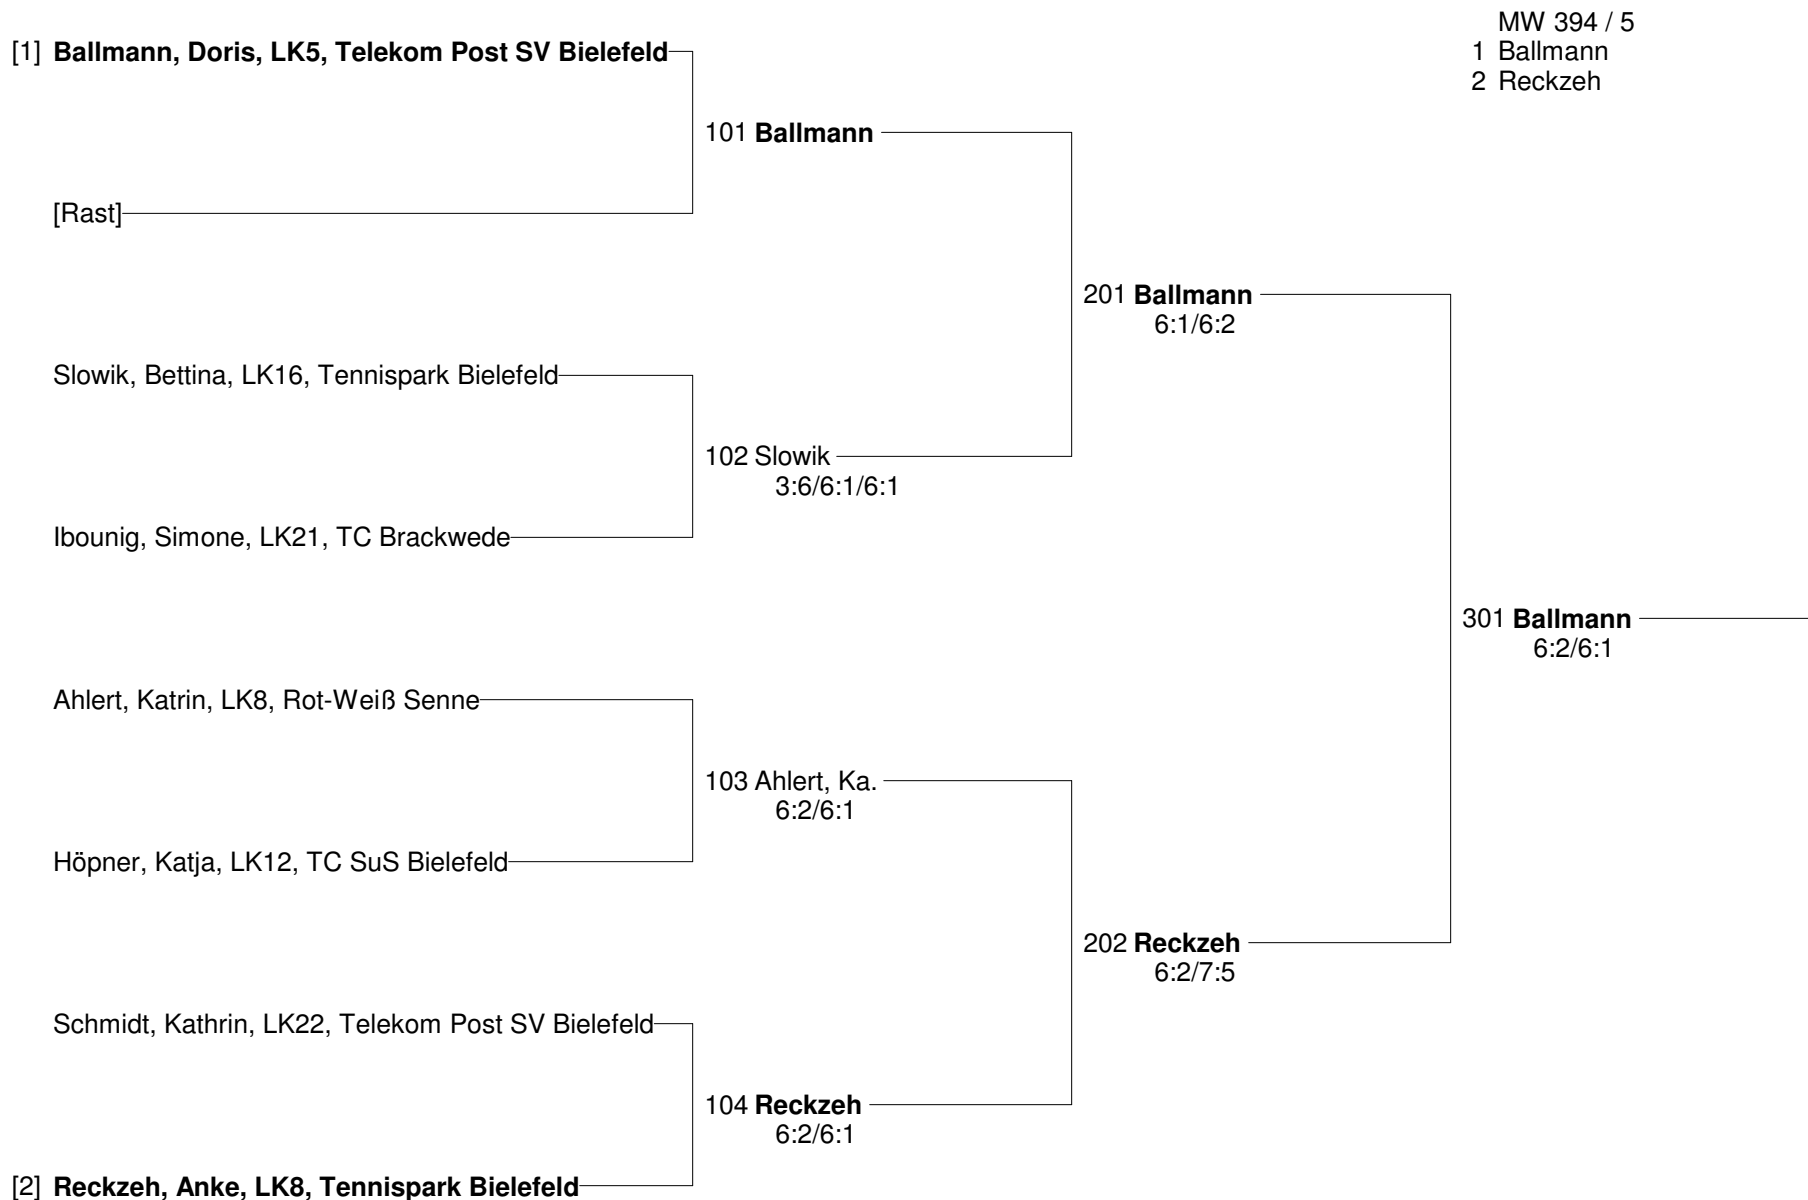 MW 394 / 5
1 Ballmann
2 Reckzeh
[1] Ballmann, Doris, LK5, Telekom Post SV Bielefeld
101 Ballmann
[Rast]
201 Ballmann
6:1/6:2
Slowik, Bettina, LK16, Tennispark Bielefeld
102 Slowik
3:6/6:1/6:1
Ibounig, Simone, LK21, TC Brackwede
301 Ballmann
6:2/6:1
Ahlert, Katrin, LK8, Rot-Weiß Senne
103 Ahlert, Ka.
6:2/6:1
Höpner, Katja, LK12, TC SuS Bielefeld
202 Reckzeh
6:2/7:5
Schmidt, Kathrin, LK22, Telekom Post SV Bielefeld
104 Reckzeh
6:2/6:1
[2] Reckzeh, Anke, LK8, Tennispark Bielefeld